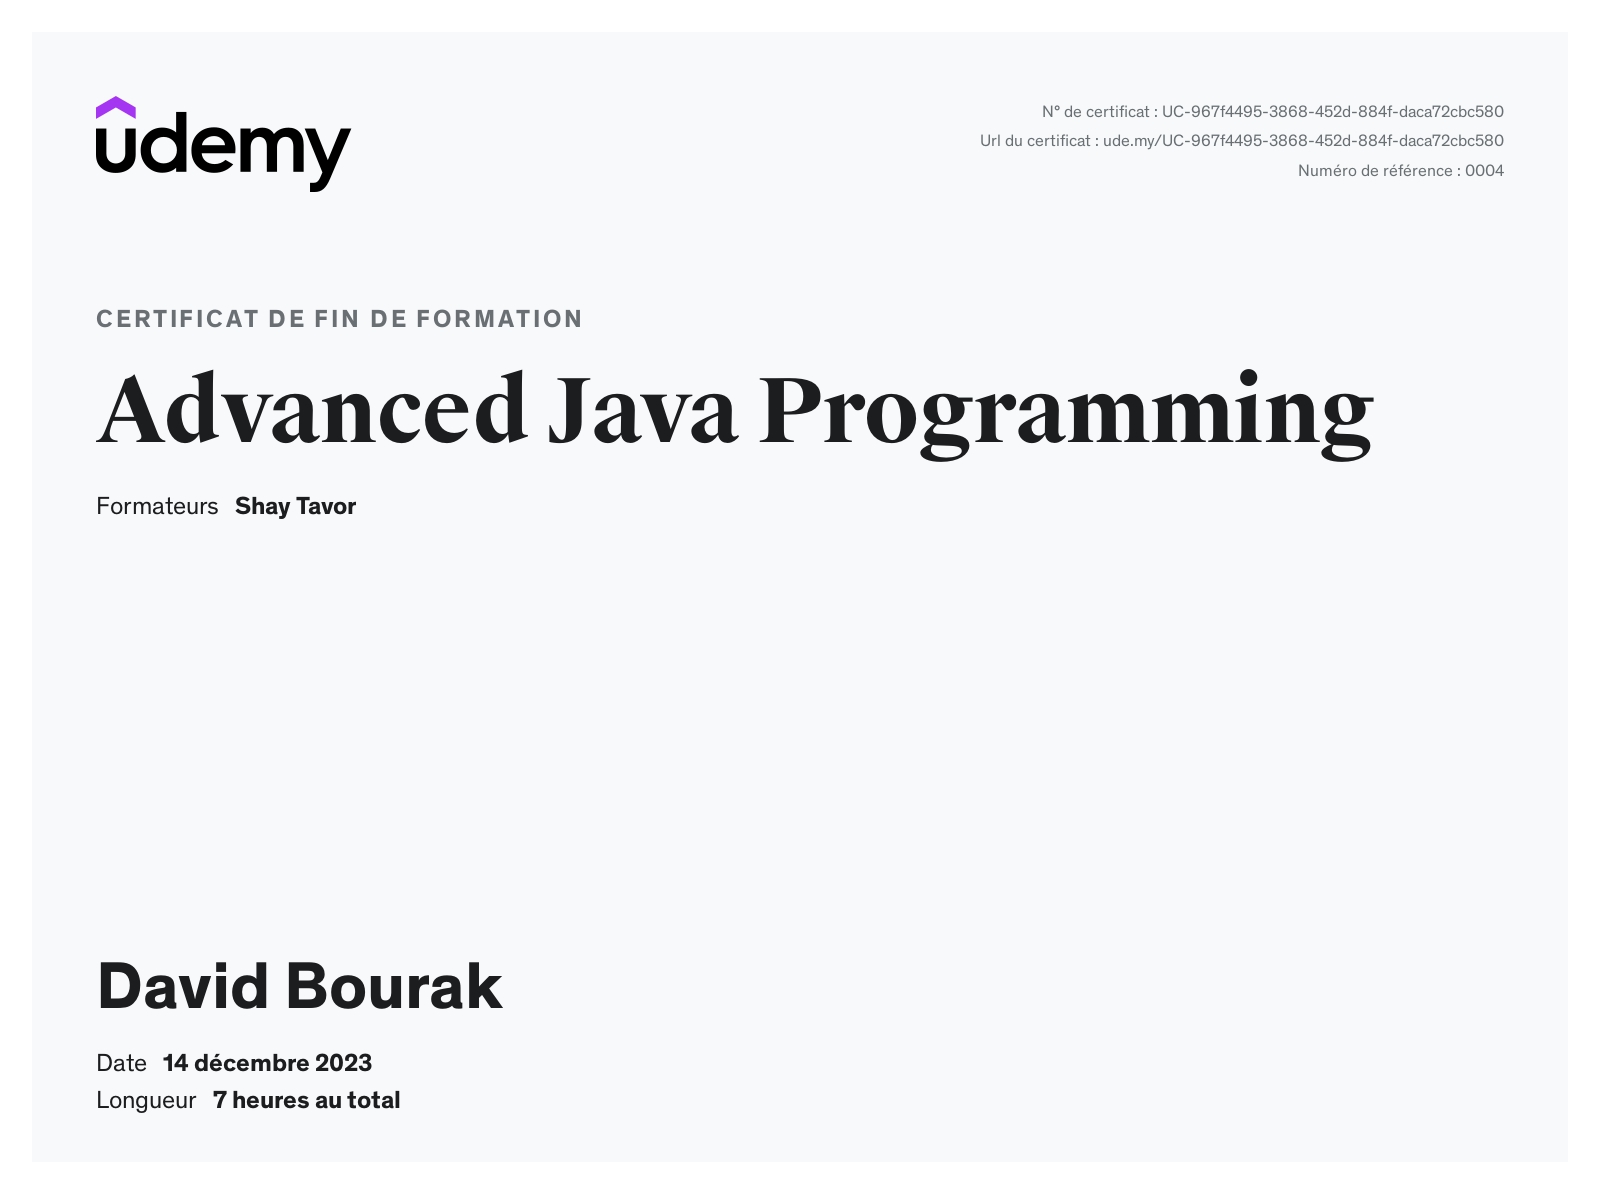 udemy
N° de certificat : UC-967f4495-3868-452d-884f-daca72cbc580
Url du certificat : ude.my/UC-967f4495-3868-452d-884f-daca72cbc580
Numéro de référence : 0004
CERTIFICAT DE FIN DE FORMATION
Advanced Java Programming
Formateurs Shay Tavor
David Bourak
Date 14 décembre 2023
Longueur 7 heures au total